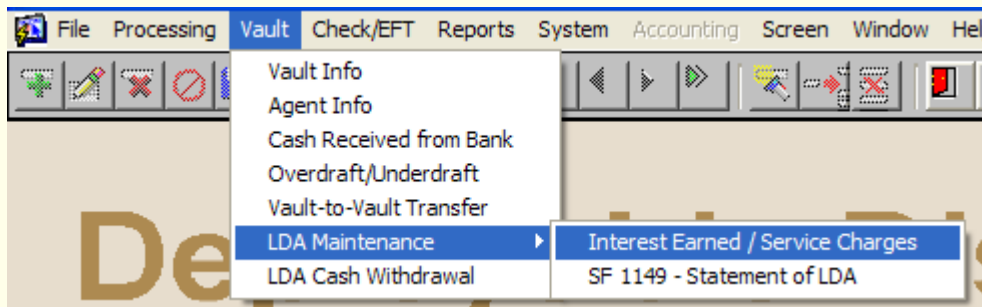 File Processing Vault Check/EFT Reports System Accounting Screen Window Hel
Vault Info
Agent Info
Cash Received from Bank
Overdraft/Underdraft
Vault-to-Vault Transfer
LDA Maintenance
Interest Earned / Service Charges
LDA Cash Withdrawal
SF 1149 - Statement of LDA
De